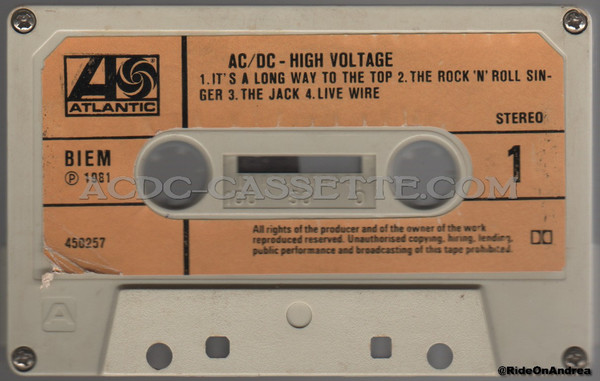 AC/DC - HIGH VOLTAGE
1.IT'S A LONG WAY TO THE TOP 2.THE ROCK 'N' ROLL SIN-
GER 3.THE JACK 4.LIVE WIRE
ATLANTIC
STEREO
BIEM
℗ 1981
1
ACDC-CASSETTE.COM
450257
All rights of the producer and of the owner of the work
reproduced reserved. Unauthorised copying, hiring, lending,
public performance and broadcasting of this tape prohibited.
A
@RideOnAndrea